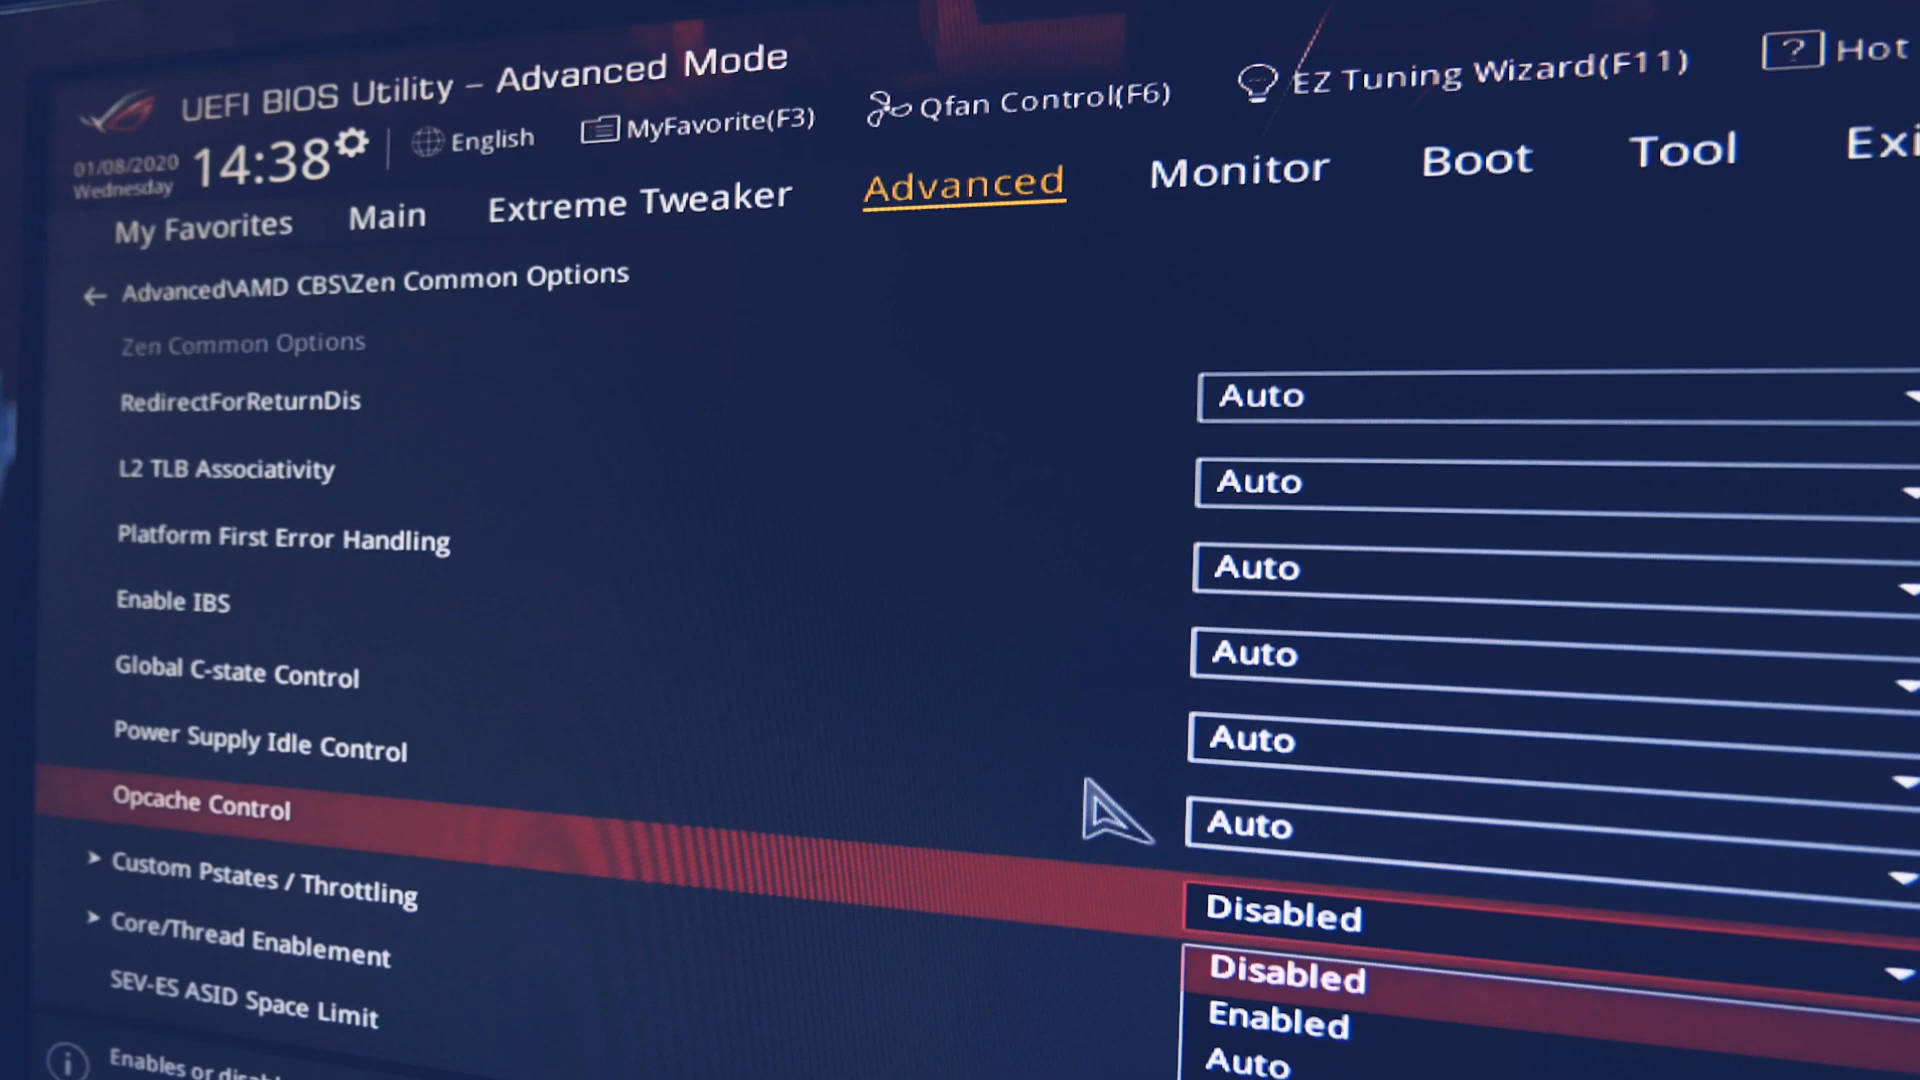 UEFI BIOS Utility – Advanced Mode
01/08/2020
Wednesday
14:38
English
MyFavorite(F3)
Qfan Control(F6)
EZ Tuning Wizard(F11)
? Hot
My Favorites
Main
Extreme Tweaker
Advanced
Monitor
Boot
Tool
Exi
Advanced\AMD CBS\Zen Common Options
Zen Common Options
RedirectForReturnDis
Auto
L2 TLB Associativity
Auto
Platform First Error Handling
Auto
Enable IBS
Auto
Global C-state Control
Auto
Power Supply Idle Control
Auto
Opcache Control
Disabled
Disabled
Enabled
Auto
Custom Pstates / Throttling
Core/Thread Enablement
SEV-ES ASID Space Limit
Enables or